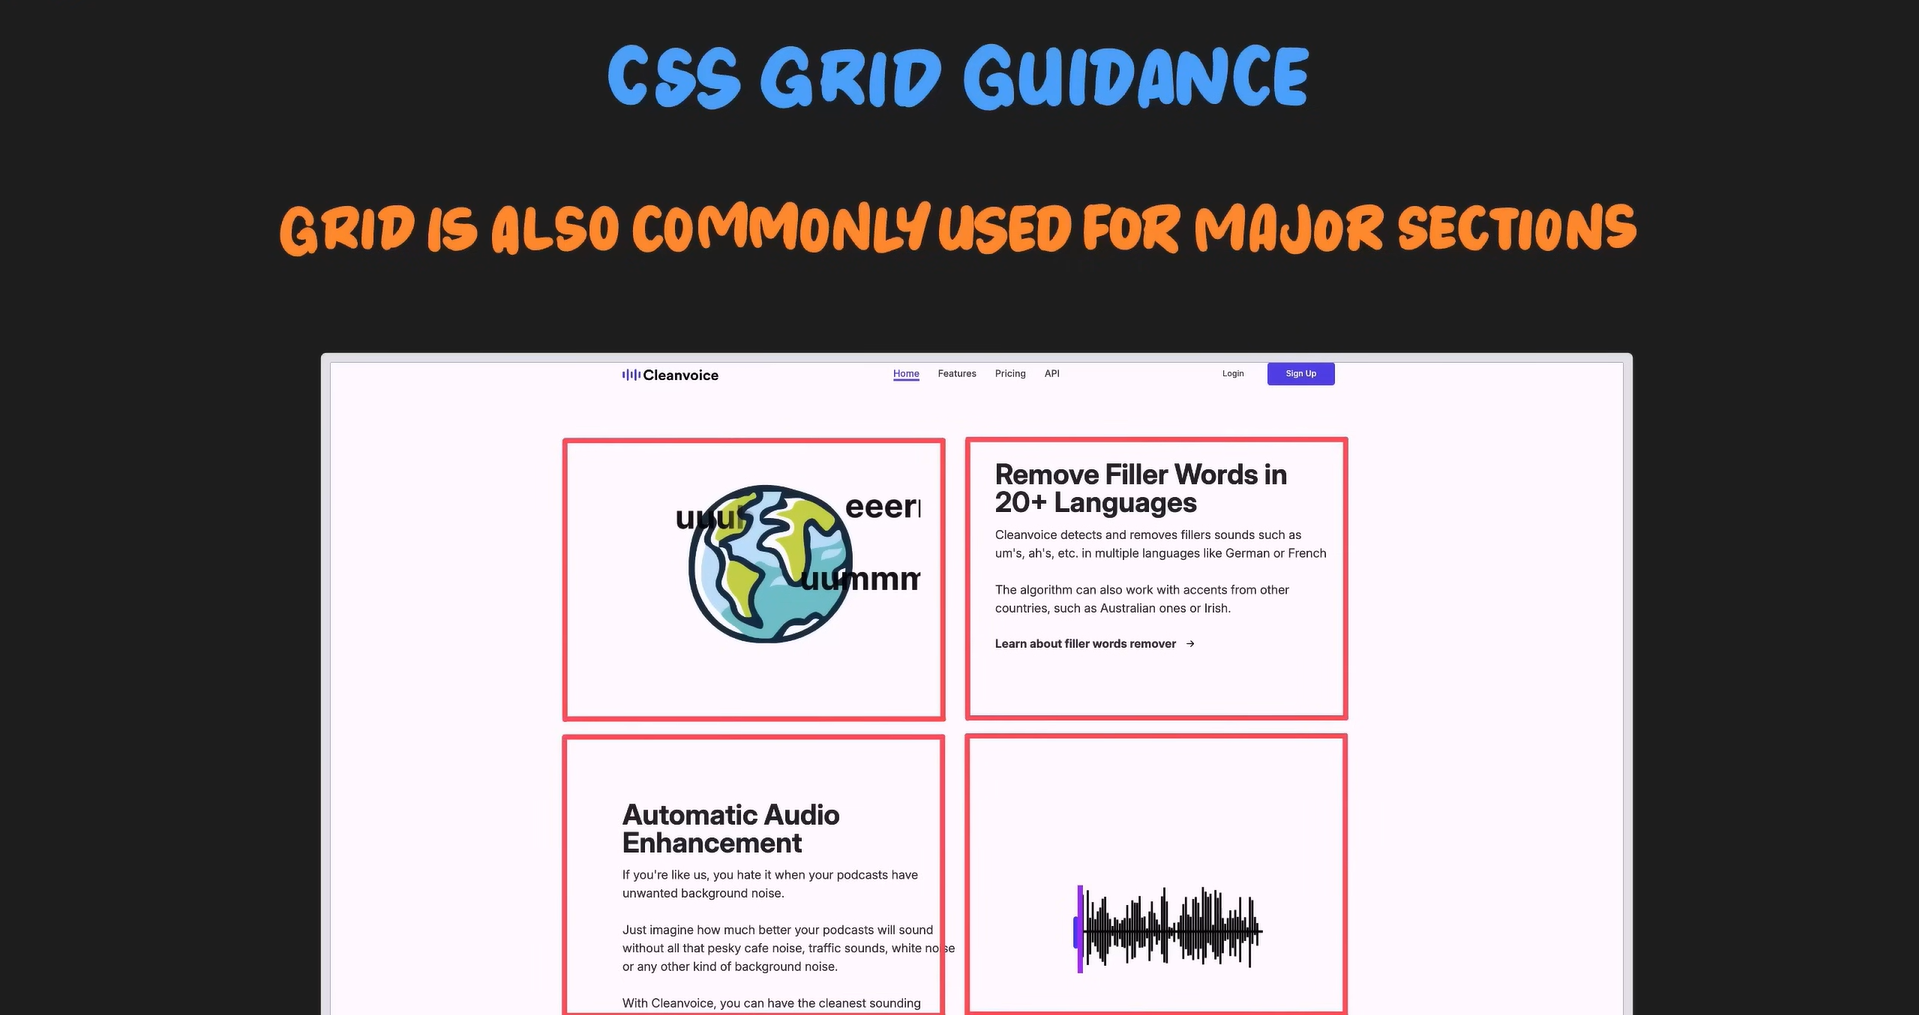 CSS GRID GUIDANCE
GRID IS ALSO COMMONLY USED FOR MAJOR SECTIONS
Cleanvoice
Home Features Pricing API
Login Sign Up
eeer
uummm
Remove Filler Words in
20+ Languages
Cleanvoice detects and removes fillers sounds such as
um's, ah's, etc. in multiple languages like German or French
The algorithm can also work with accents from other
countries, such as Australian ones or Irish.
Learn about filler words remover →
Automatic Audio
Enhancement
If you're like us, you hate it when your podcasts have
unwanted background noise.
Just imagine how much better your podcasts will sound
without all that pesky cafe noise, traffic sounds, white noise
or any other kind of background noise.
With Cleanvoice, you can have the cleanest sounding